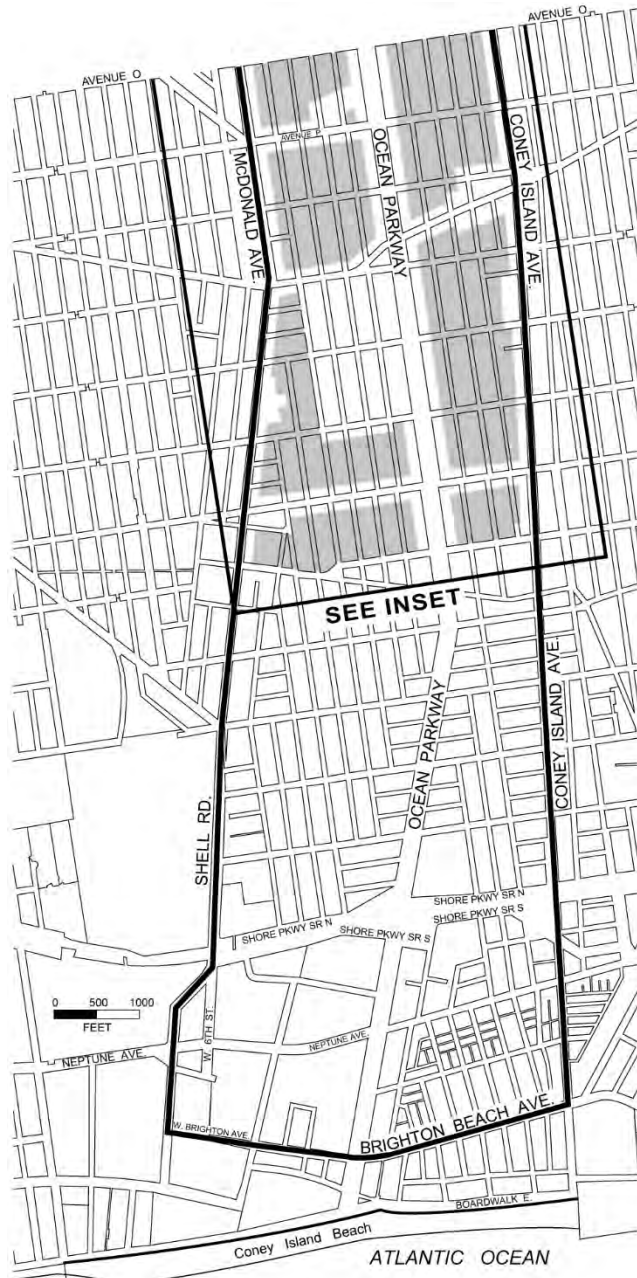 AVENUE O
AVENUE O
AVENUE P
McDONALD AVE.
OCEAN PARKWAY
CONEY ISLAND AVE.
SEE INSET
OCEAN PARKWAY
CONEY ISLAND AVE.
SHELL RD.
SHORE PKWY SR N
SHORE PKWY SR S
SHORE PKWY SR N
SHORE PKWY SR S
0 500 1000
FEET
W. 6TH ST.
NEPTUNE AVE.
NEPTUNE AVE.
W. BRIGHTON AVE.
BRIGHTON BEACH AVE.
BOARDWALK E.
Coney Island Beach
ATLANTIC OCEAN